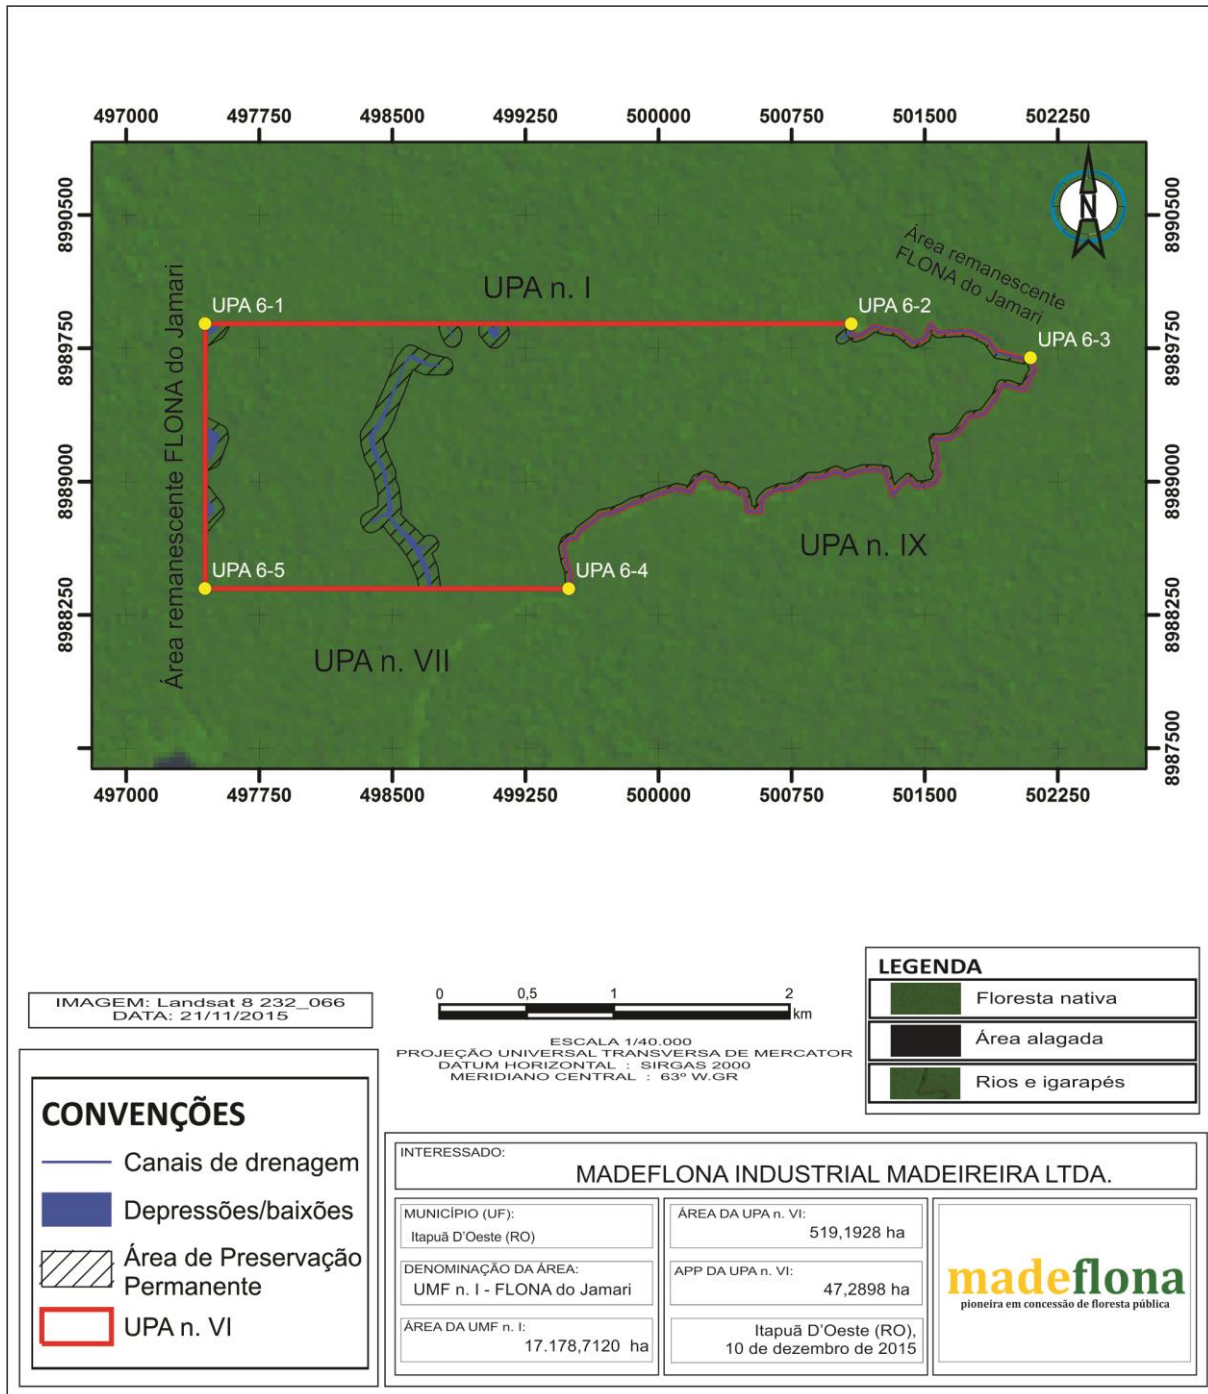 497000 497750 498500 499250 500000 500750 501500 502250
8990500
8989750
8989000
8988250
8990500
8989750
8989000
8988250
8987500
N
Área remanescente
FLONA do Jamari
UPA n. I
UPA 6-1
UPA 6-2
UPA 6-3
Área remanescente FLONA do Jamari
UPA n. IX
UPA 6-5
UPA 6-4
UPA n. VII
497000 497750 498500 499250 500000 500750 501500 502250
IMAGEM: Landsat 8 232_066
DATA: 21/11/2015
0 0,5 1 2
km
ESCALA 1/40.000
PROJEÇÃO UNIVERSAL TRANSVERSA DE MERCATOR
DATUM HORIZONTAL : SIRGAS 2000
MERIDIANO CENTRAL : 63º W.GR
LEGENDA
Floresta nativa
Área alagada
Rios e igarapés
CONVENÇÕES
Canais de drenagem
Depressões/baixões
Área de Preservação
Permanente
UPA n. VI
INTERESSADO:
MADEFLONA INDUSTRIAL MADEIREIRA LTDA.
MUNICÍPIO (UF):
Itapuã D'Oeste (RO)
DENOMINAÇÃO DA ÁREA:
UMF n. I - FLONA do Jamari
ÁREA DA UMF n. I:
17.178,7120 ha
ÁREA DA UPA n. VI:
519,1928 ha
APP DA UPA n. VI:
47,2898 ha
Itapuã D'Oeste (RO),
10 de dezembro de 2015
madeflona
pioneira em concessão de floresta pública